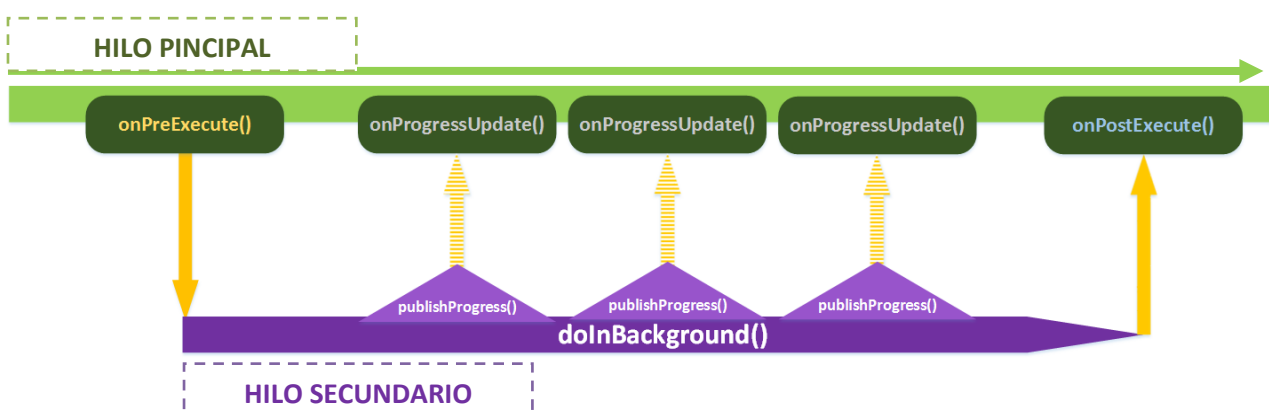 HILO PINCIPAL
onPreExecute()
onProgressUpdate()
onProgressUpdate()
onProgressUpdate()
onPostExecute()
publishProgress()
publishProgress()
publishProgress()
doInBackground()
HILO SECUNDARIO